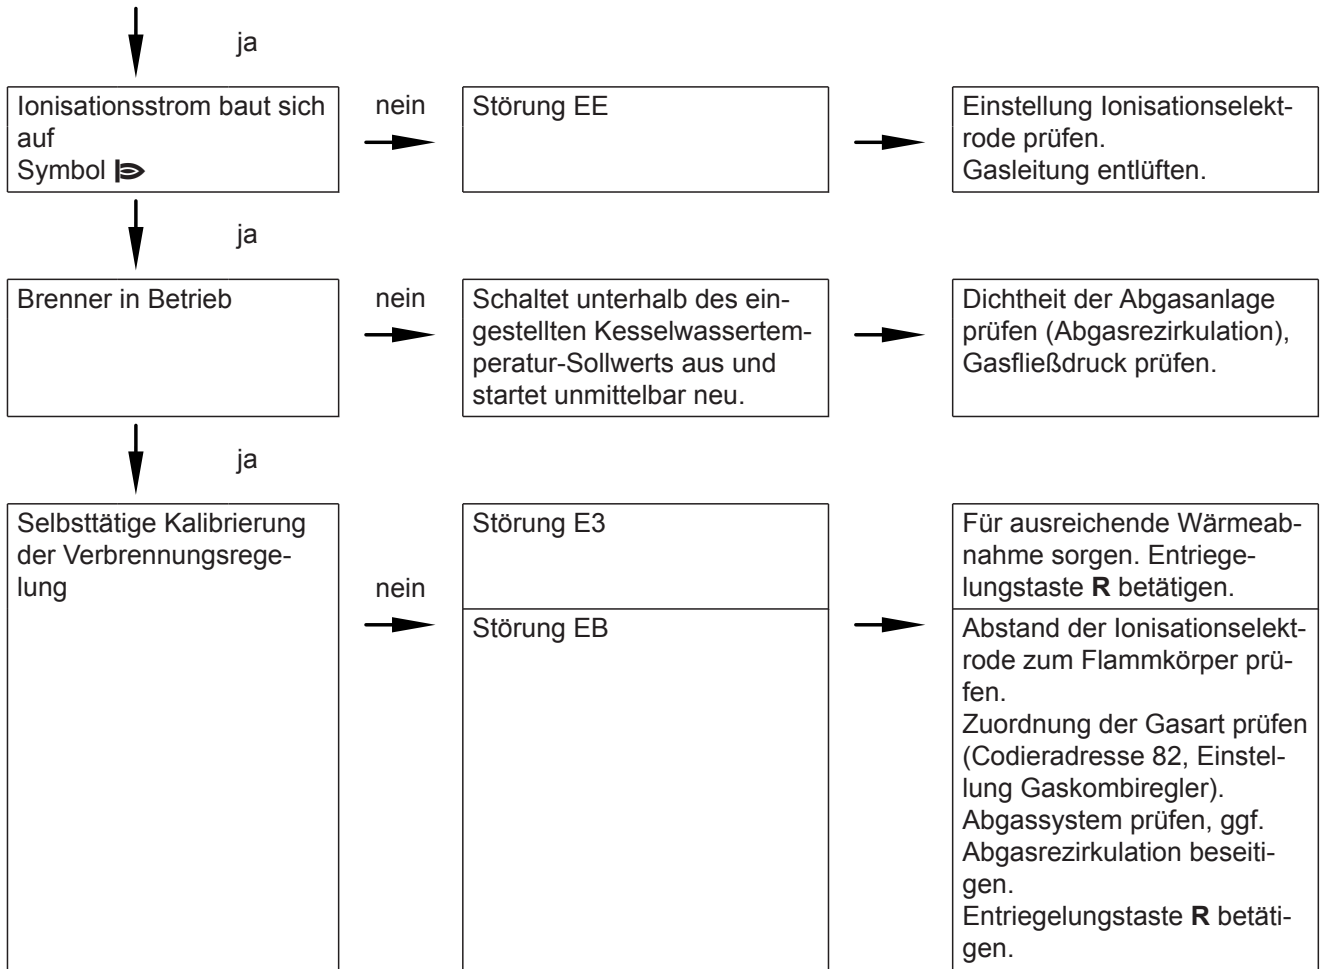 ja
Ionisationsstrom baut sich
auf
Symbol
nein
Störung EE
Einstellung Ionisationselekt-
rode prüfen.
Gasleitung entlüften.
ja
Brenner in Betrieb
nein
Schaltet unterhalb des ein-
gestellten Kesselwassertem-
peratur-Sollwerts aus und
startet unmittelbar neu.
Dichtheit der Abgasanlage
prüfen (Abgasrezirkulation),
Gasfließdruck prüfen.
ja
Selbsttätige Kalibrierung
der Verbrennungsrege-
lung
nein
Störung E3
Für ausreichende Wärmeab-
nahme sorgen. Entriege-
lungstaste R betätigen.
Störung EB
Abstand der Ionisationselekt-
rode zum Flammkörper prü-
fen.
Zuordnung der Gasart prüfen
(Codieradresse 82, Einstel-
lung Gaskombiregler).
Abgassystem prüfen, ggf.
Abgasrezirkulation beseiti-
gen.
Entriegelungstaste R betäti-
gen.